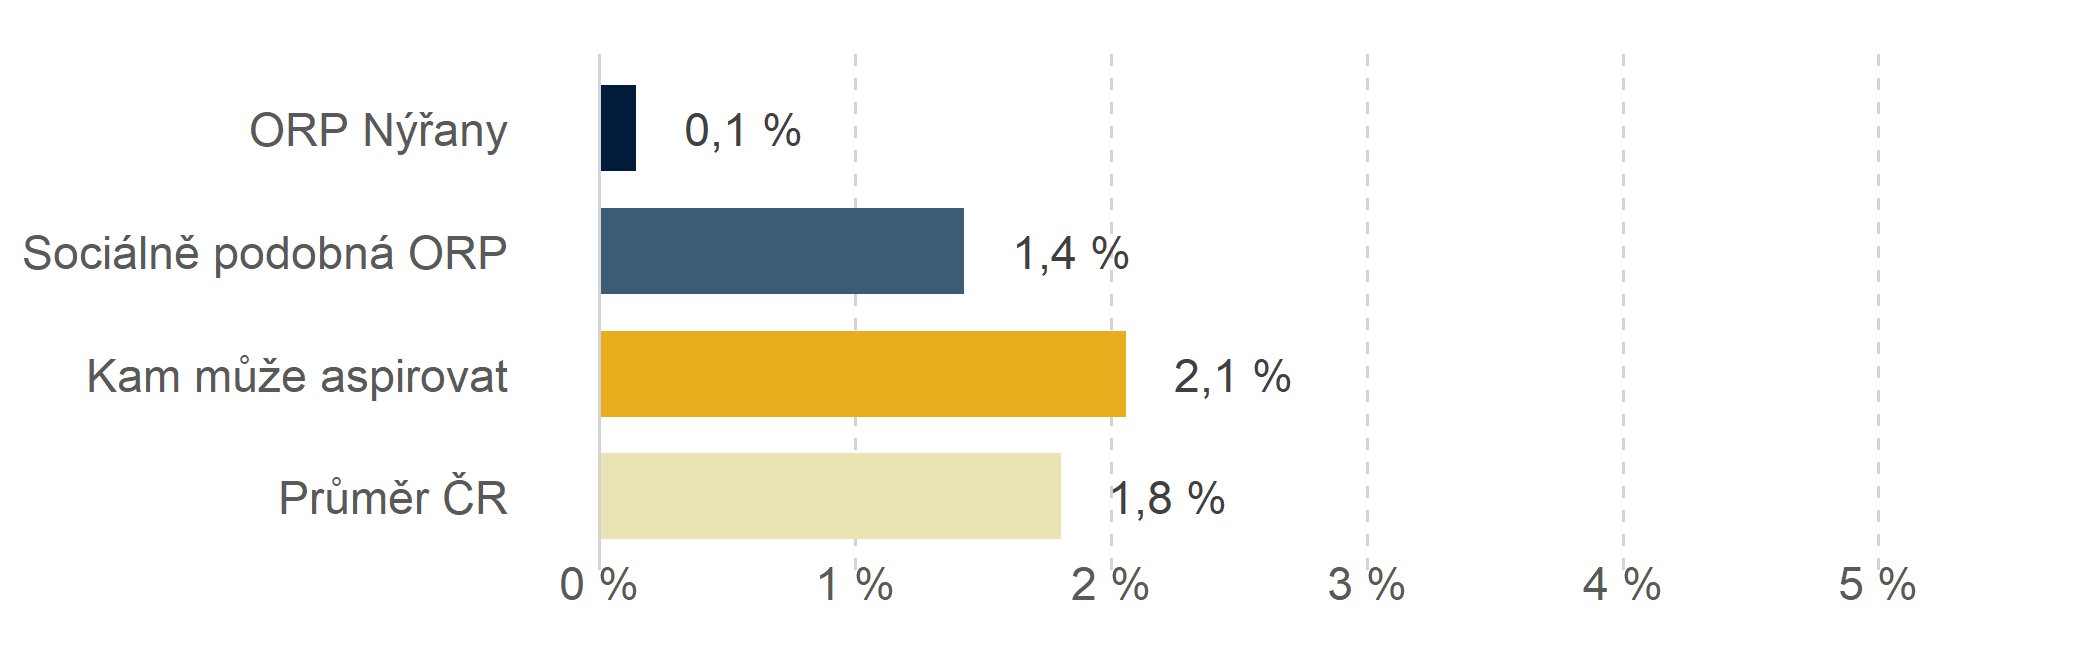 ORP Nýřany 0,1 %
Sociálně podobná ORP 1,4 %
Kam může aspirovat 2,1 %
Průměr ČR 1,8 %
0 % 1 % 2 % 3 % 4 % 5 %